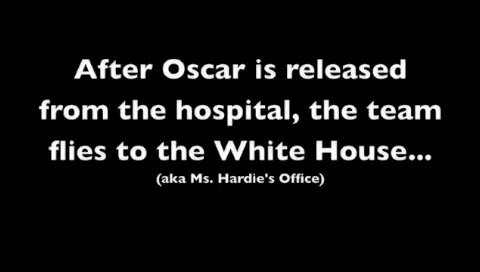 After Oscar is released
from the hospital, the team
flies to the White House...
(aka Ms. Hardie's Office)